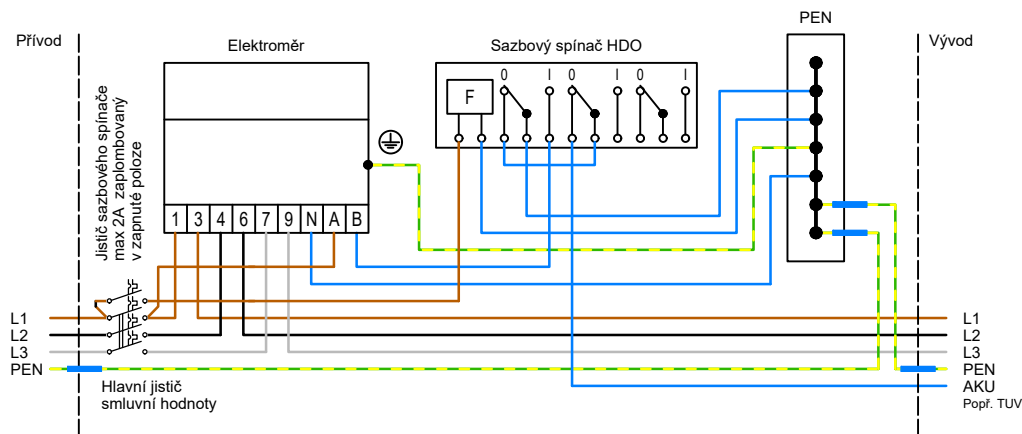 PEN
Přívod
Elektroměr
Sazbový spínač HDO
Vývod
0 I 0 I 0 I
F
Jistič sazbového spínače
max 2A zaplombovaný
v zapnuté poloze
1 3 4 6 7 9 N A B
L1
L2
L3
PEN
L1
L2
L3
PEN
AKU
Popř. TUV
Hlavní jistič
smluvní hodnoty